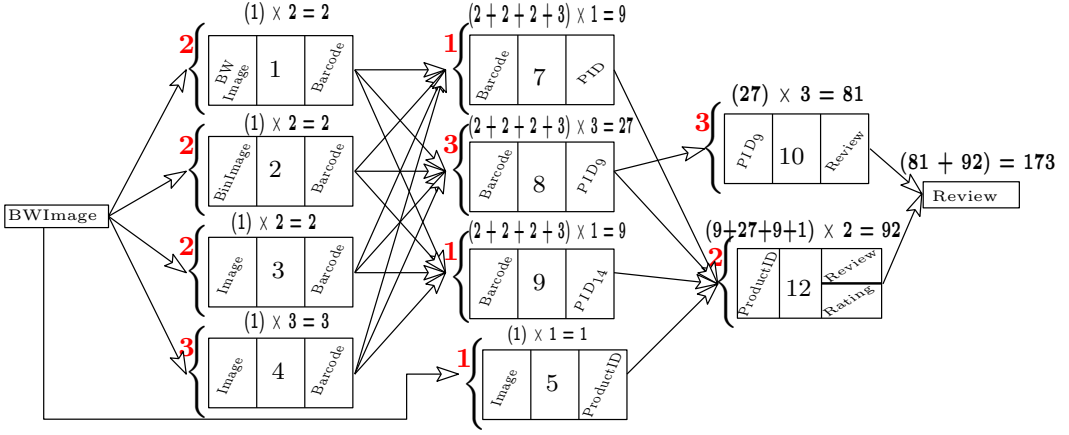 BWImage
(1) × 2 = 2
2
BW Image
1
Barcode
(1) × 2 = 2
2
BinImage
2
Barcode
(1) × 2 = 2
2
Image
3
Barcode
(1) × 3 = 3
3
Image
4
Barcode
(2 + 2 + 2 + 3) × 1 = 9
1
Barcode
7
PID
(2 + 2 + 2 + 3) × 3 = 27
3
Barcode
8
PID₉
(2 + 2 + 2 + 3) × 1 = 9
1
Barcode
9
PID₁₄
(1) × 1 = 1
1
Image
5
ProductID
(27) × 3 = 81
3
PID₉
10
Review
(9+27+9+1) × 2 = 92
2
ProductID
12
Review
Rating
(81 + 92) = 173
Review